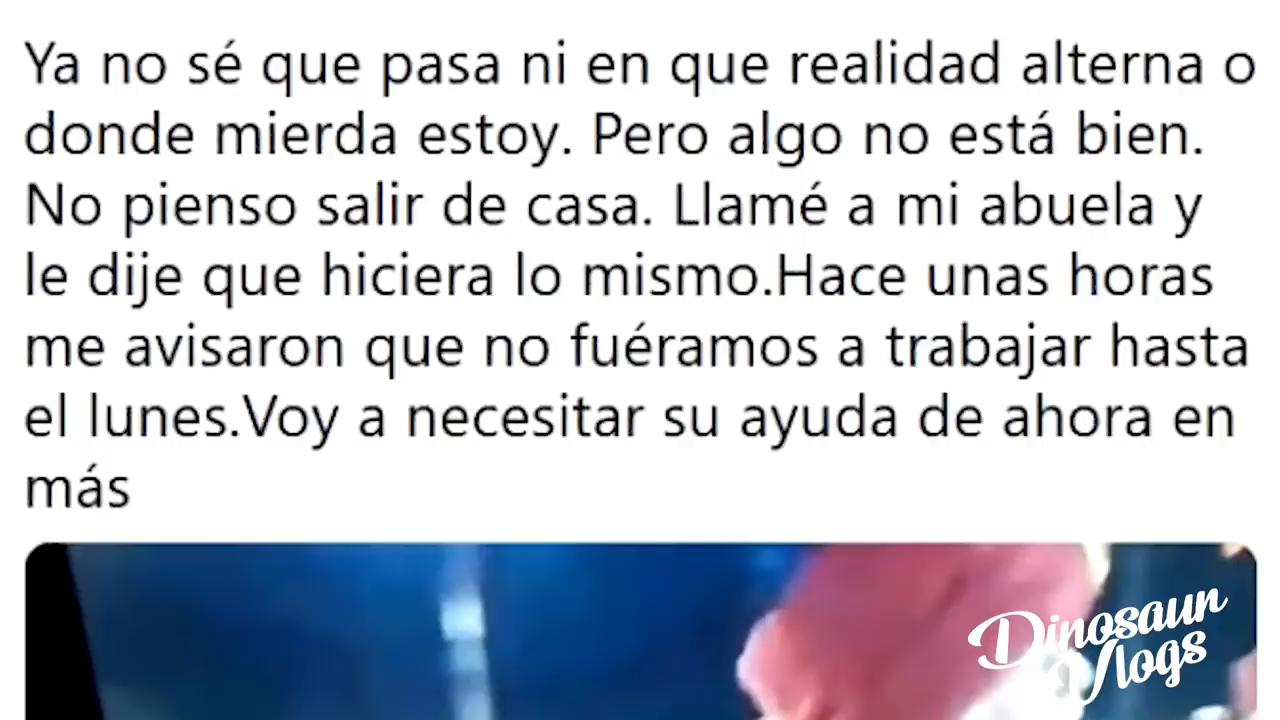 Ya no sé que pasa ni en que realidad alterna o
donde mierda estoy. Pero algo no está bien.
No pienso salir de casa. Llamé a mi abuela y
le dije que hiciera lo mismo.Hace unas horas
me avisaron que no fuéramos a trabajar hasta
el lunes.Voy a necesitar su ayuda de ahora en
más
Dinosaur
Vlogs